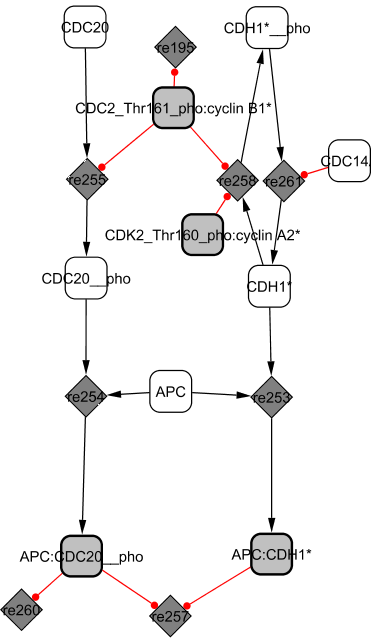 CDC20
CDH1*__pho
re195
CDC2_Thr161_pho:cyclin B1*
CDC14
re255
re258
re261
CDK2_Thr160_pho:cyclin A2*
CDC20__pho
CDH1*
re254
APC
re253
APC:CDC20__pho
APC:CDH1*
re260
re257